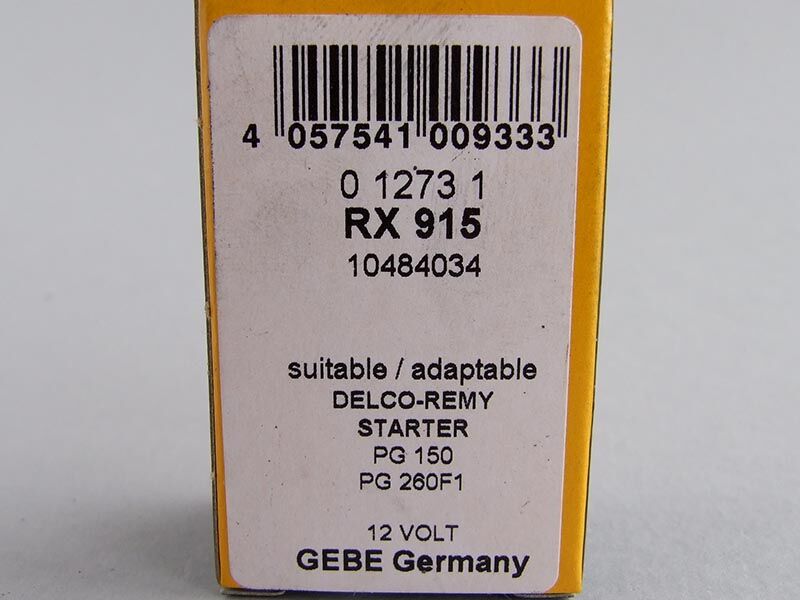 4 057541 009333
0 1273 1
RX 915
10484034
suitable / adaptable
DELCO-REMY
STARTER
PG 150
PG 260F1
12 VOLT
GEBE Germany